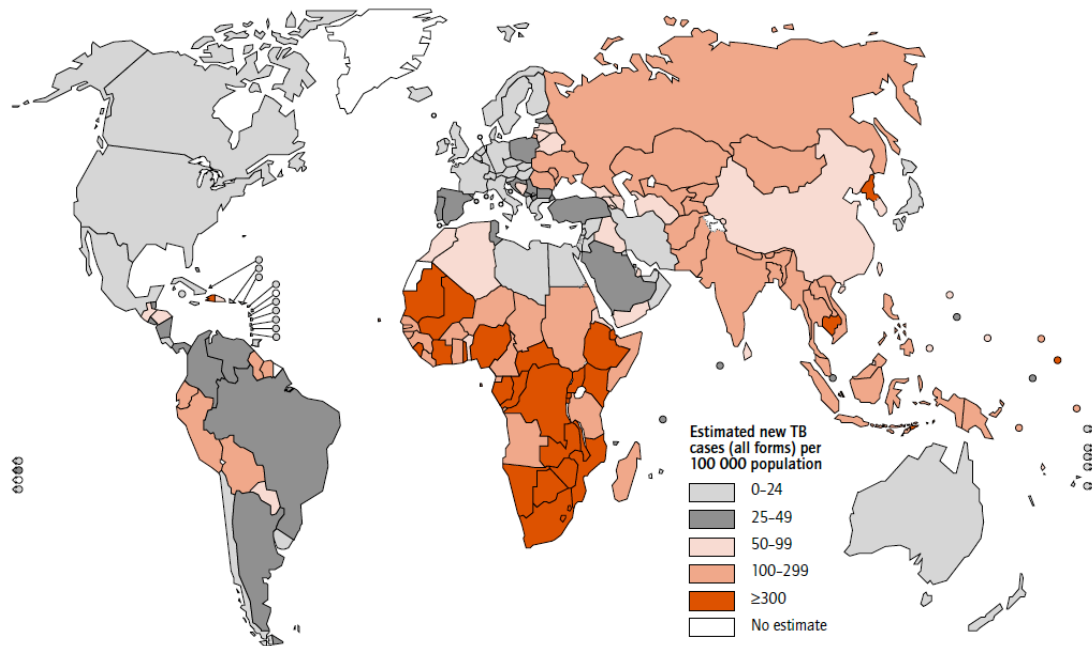 Estimated new TB
cases (all forms) per
100 000 population
0–24
25–49
50–99
100–299
≥300
No estimate